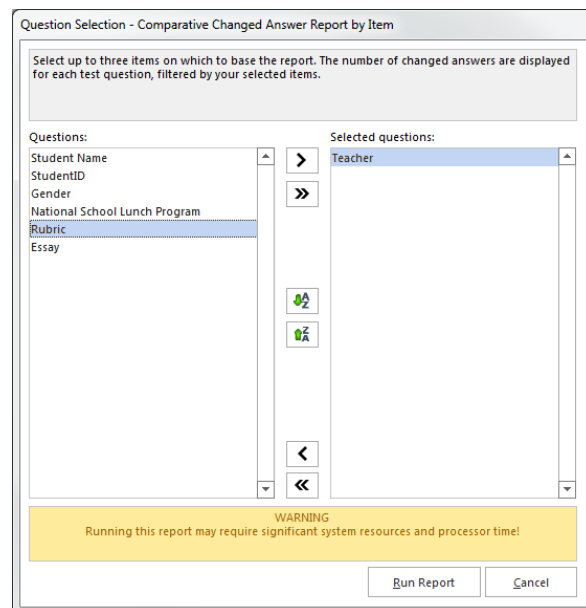 Question Selection - Comparative Changed Answer Report by Item
Select up to three items on which to base the report. The number of changed answers are displayed
for each test question, filtered by your selected items.
Questions:
Student Name
StudentID
Gender
National School Lunch Program
Rubric
Essay
Selected questions:
Teacher
A
Z
Z
A
WARNING
Running this report may require significant system resources and processor time!
Run Report
Cancel